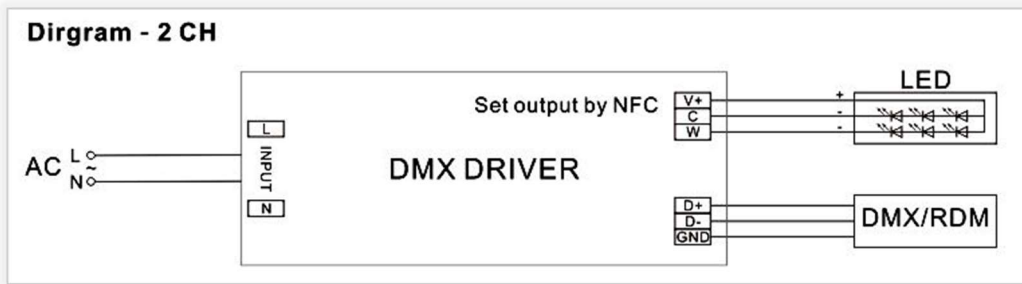 Dirgram - 2 CH
AC L ~ N
L
INPUT
N
DMX DRIVER
Set output by NFC
V+
C
W
D+
D-
GND
+
-
-
LED
DMX/RDM